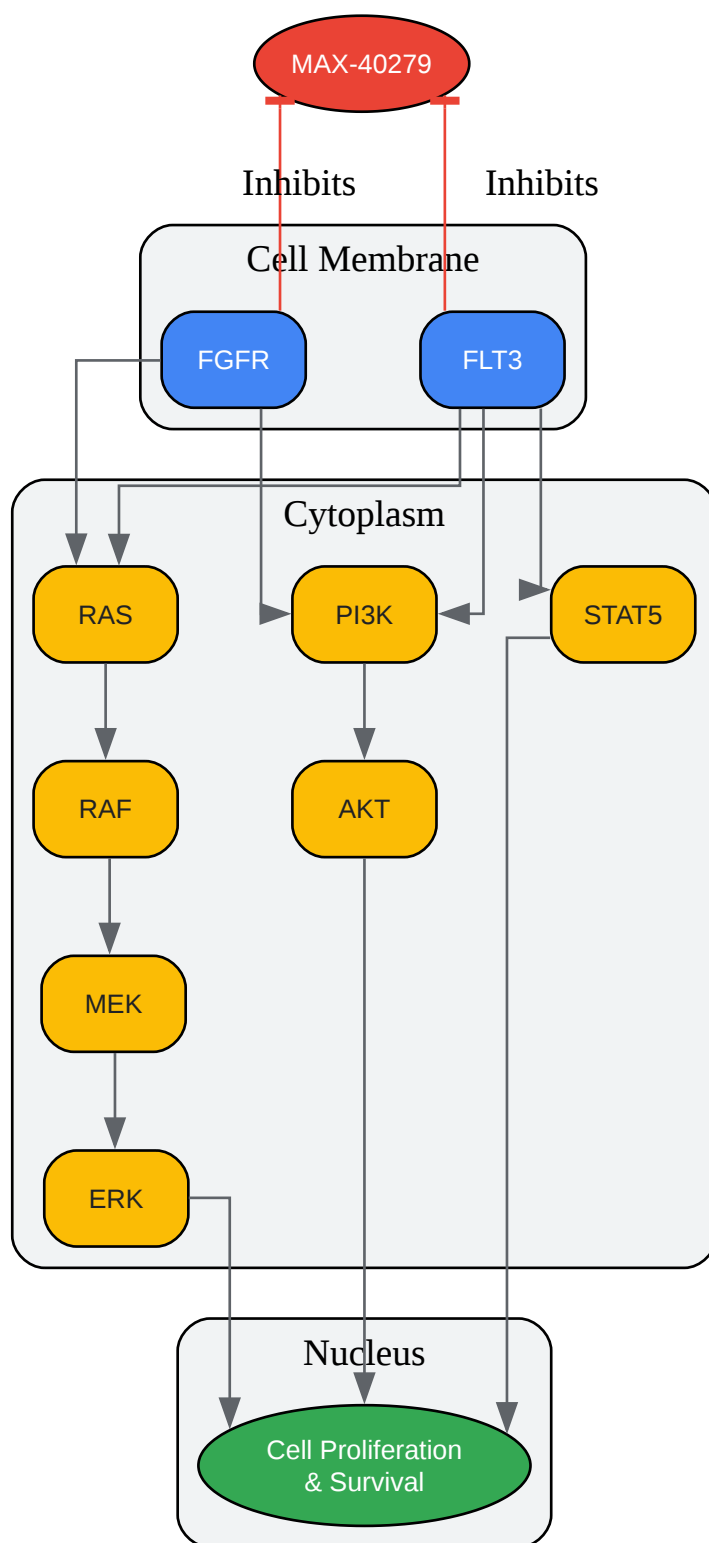 MAX-40279
Inhibits
Inhibits
Cell Membrane
FGFR
FLT3
Cytoplasm
RAS
PI3K
STAT5
RAF
AKT
MEK
ERK
Nucleus
Cell Proliferation
& Survival